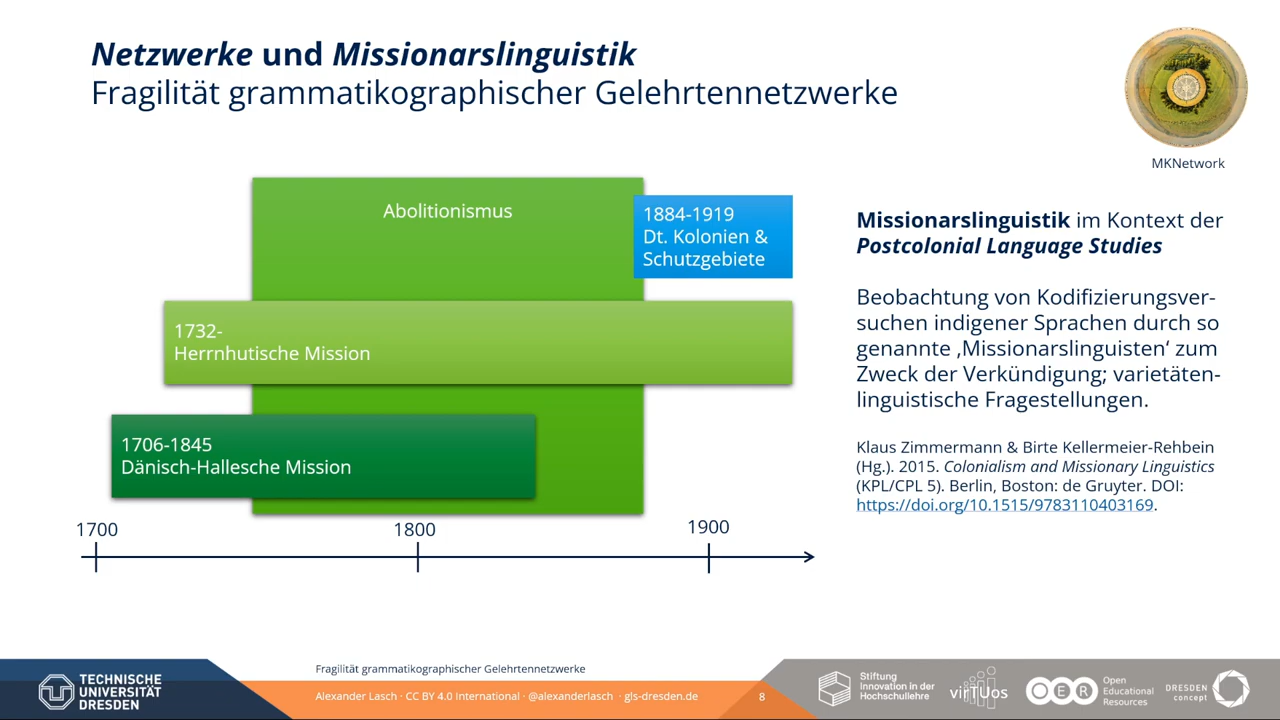 Netzwerke und Missionarslinguistik
Fragilität grammatikographischer Gelehrtennetzwerke
MKNetwork
Abolitionismus
1884-1919
Dt. Kolonien &
Schutzgebiete
1732-
Herrnhutische Mission
1706-1845
Dänisch-Hallesche Mission
1700
1800
1900
Missionarslinguistik im Kontext der
Postcolonial Language Studies
Beobachtung von Kodifizierungsver-
suchen indigener Sprachen durch so
genannte ‚Missionarslinguisten‘ zum
Zweck der Verkündigung; varietäten-
linguistische Fragestellungen.
Klaus Zimmermann & Birte Kellermeier-Rehbein
(Hg.). 2015. Colonialism and Missionary Linguistics
(KPL/CPL 5). Berlin, Boston: de Gruyter. DOI:
https://doi.org/10.1515/9783110403169.
TECHNISCHE
UNIVERSITÄT
DRESDEN
Fragilität grammatikographischer Gelehrtennetzwerke
Alexander Lasch · CC BY 4.0 International · @alexanderlasch · gls-dresden.de
8
Stiftung
Innovation in der
Hochschullehre
virTUos
OER
Open
Educational
Resources
DRESDEN
concept